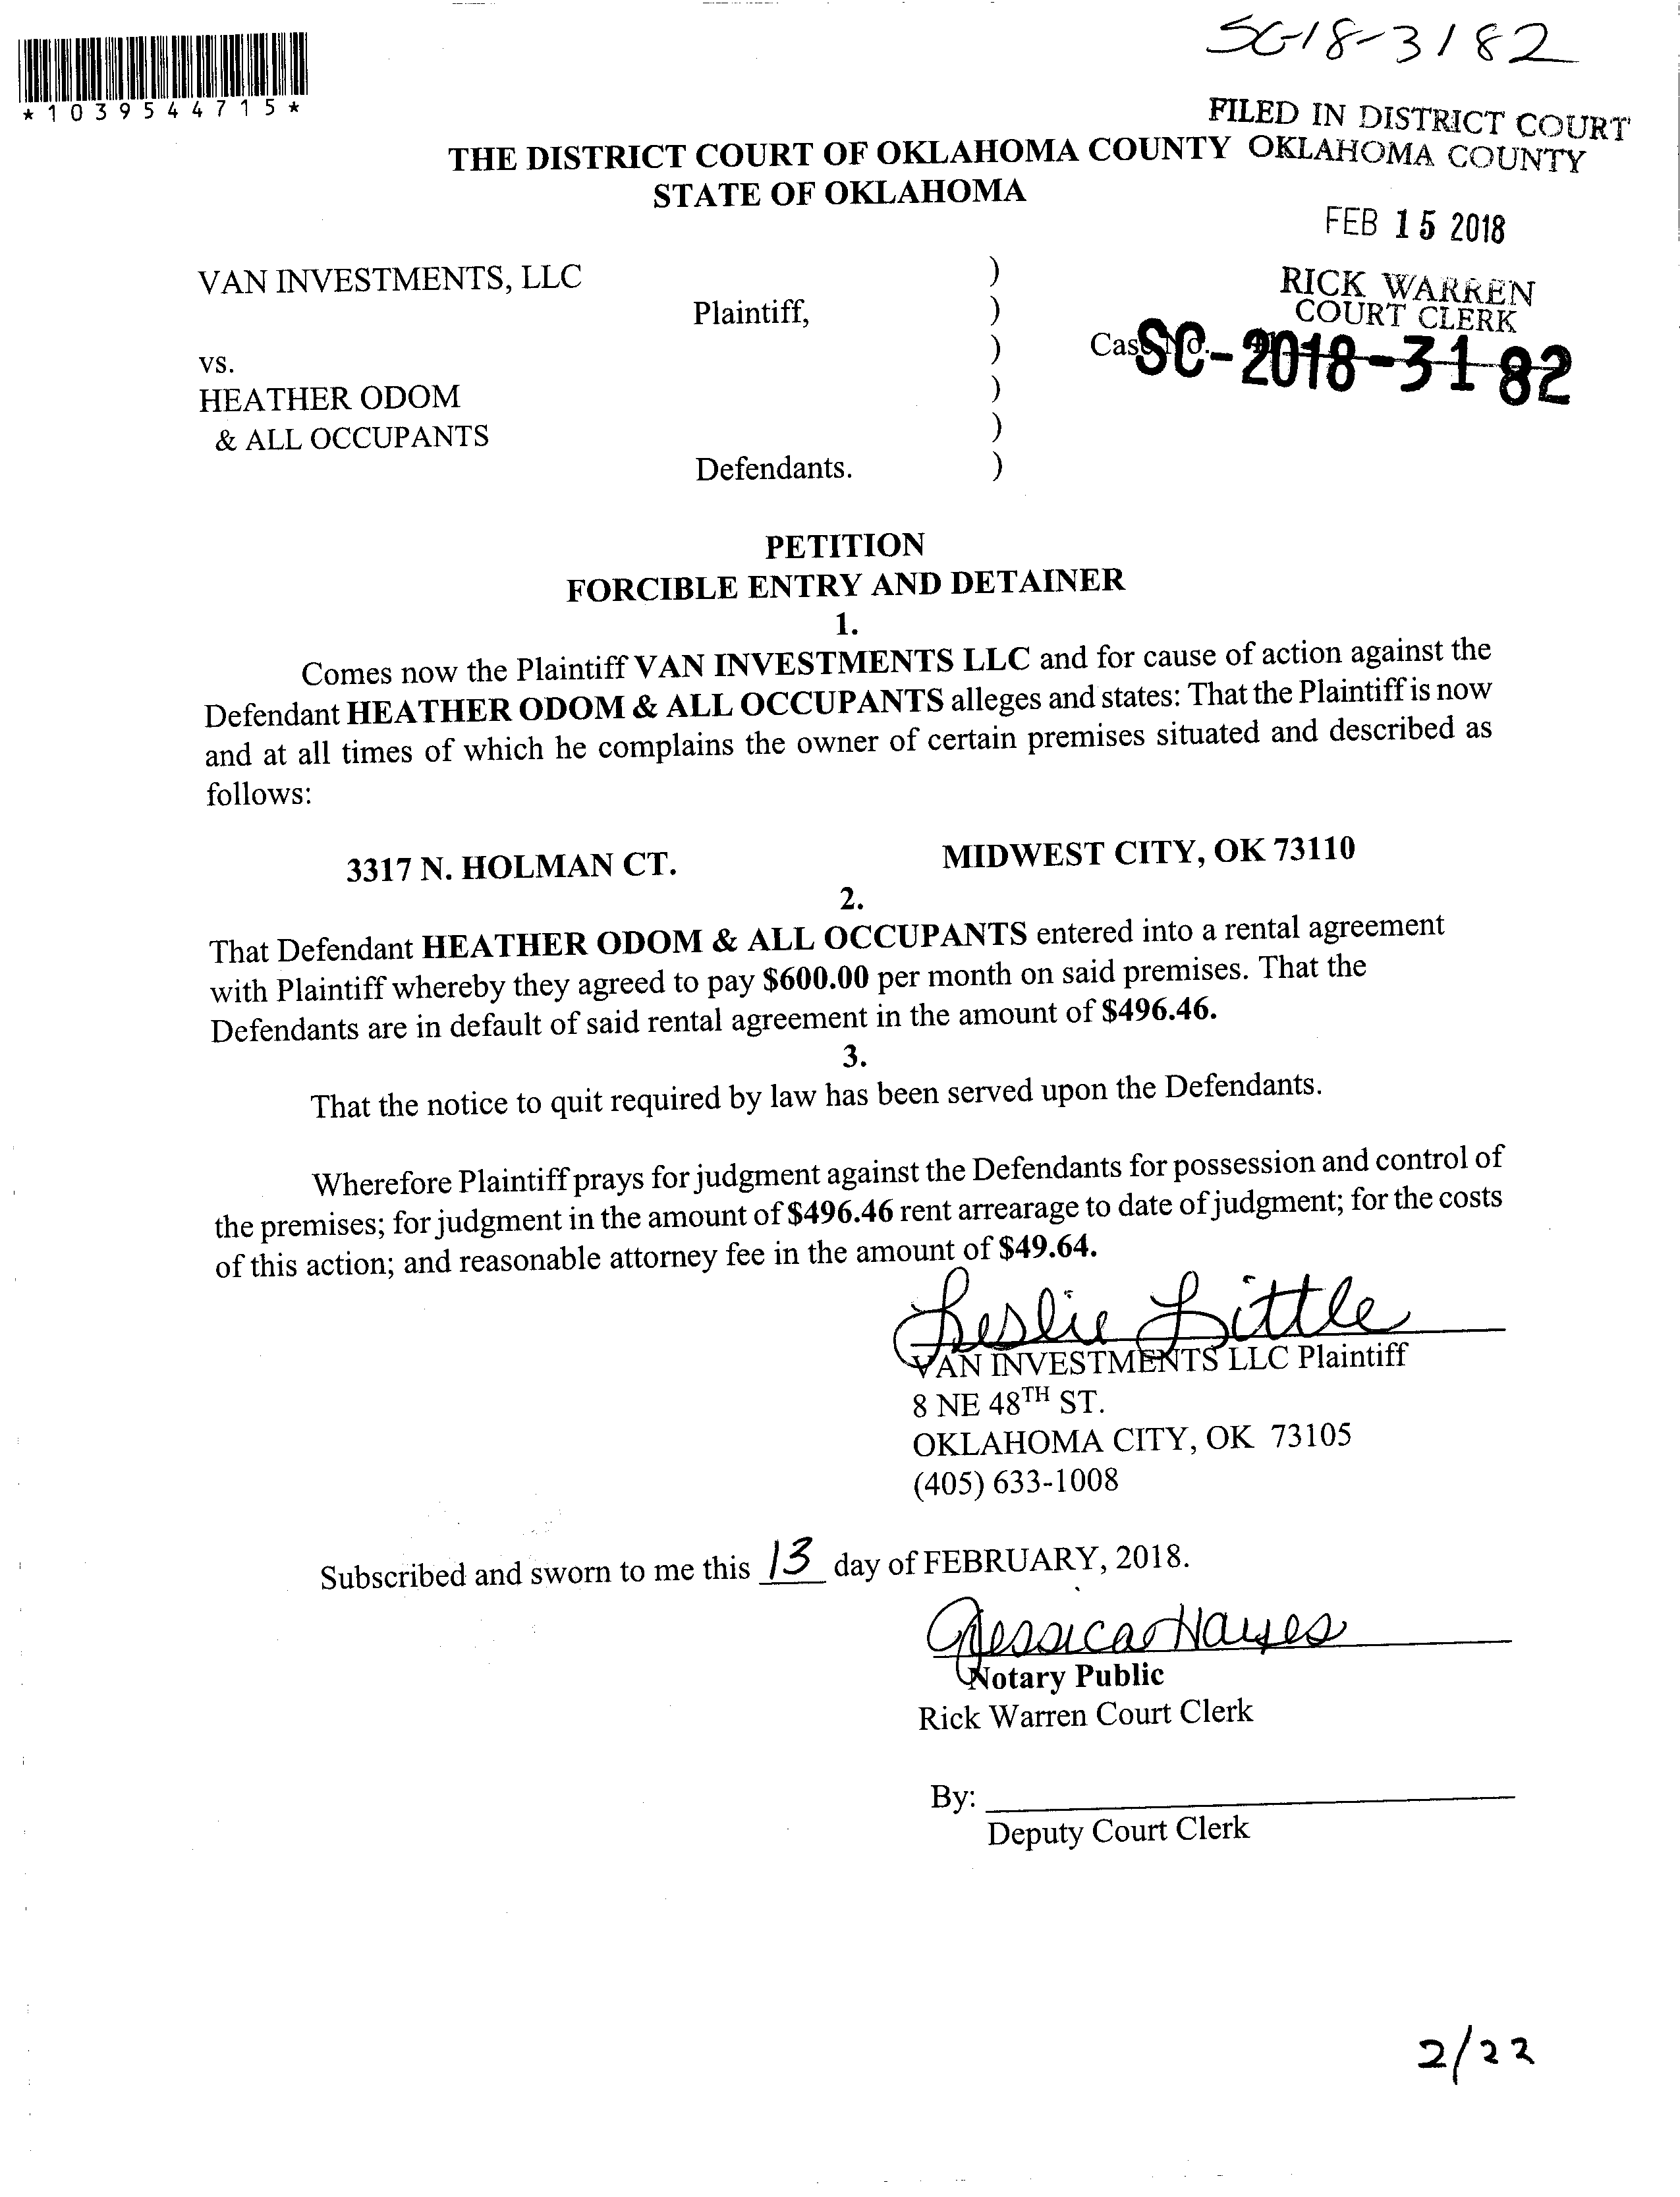 SC-18-3182
*1039544715*
FILED IN DISTRICT COURT
OKLAHOMA COUNTY
THE DISTRICT COURT OF OKLAHOMA COUNTY
STATE OF OKLAHOMA
FEB 15 2018
RICK WARREN
COURT CLERK
VAN INVESTMENTS, LLC )
Plaintiff, )
) Case No. SC-2018-3182
vs.
HEATHER ODOM )
& ALL OCCUPANTS )
Defendants. )
PETITION
FORCIBLE ENTRY AND DETAINER
1.
Comes now the Plaintiff VAN INVESTMENTS LLC and for cause of action against the
Defendant HEATHER ODOM & ALL OCCUPANTS alleges and states: That the Plaintiff is now
and at all times of which he complains the owner of certain premises situated and described as
follows:
3317 N. HOLMAN CT. MIDWEST CITY, OK 73110
2.
That Defendant HEATHER ODOM & ALL OCCUPANTS entered into a rental agreement
with Plaintiff whereby they agreed to pay $600.00 per month on said premises. That the
Defendants are in default of said rental agreement in the amount of $496.46.
3.
That the notice to quit required by law has been served upon the Defendants.
Wherefore Plaintiff prays for judgment against the Defendants for possession and control of
the premises; for judgment in the amount of $496.46 rent arrearage to date of judgment; for the costs
of this action; and reasonable attorney fee in the amount of $49.64.
Leslie Little
VAN INVESTMENTS LLC Plaintiff
8 NE 48TH ST.
OKLAHOMA CITY, OK 73105
(405) 633-1008
Subscribed and sworn to me this 13 day of FEBRUARY, 2018.
Jessica Hayes
Notary Public
Rick Warren Court Clerk
By:
Deputy Court Clerk
2/22